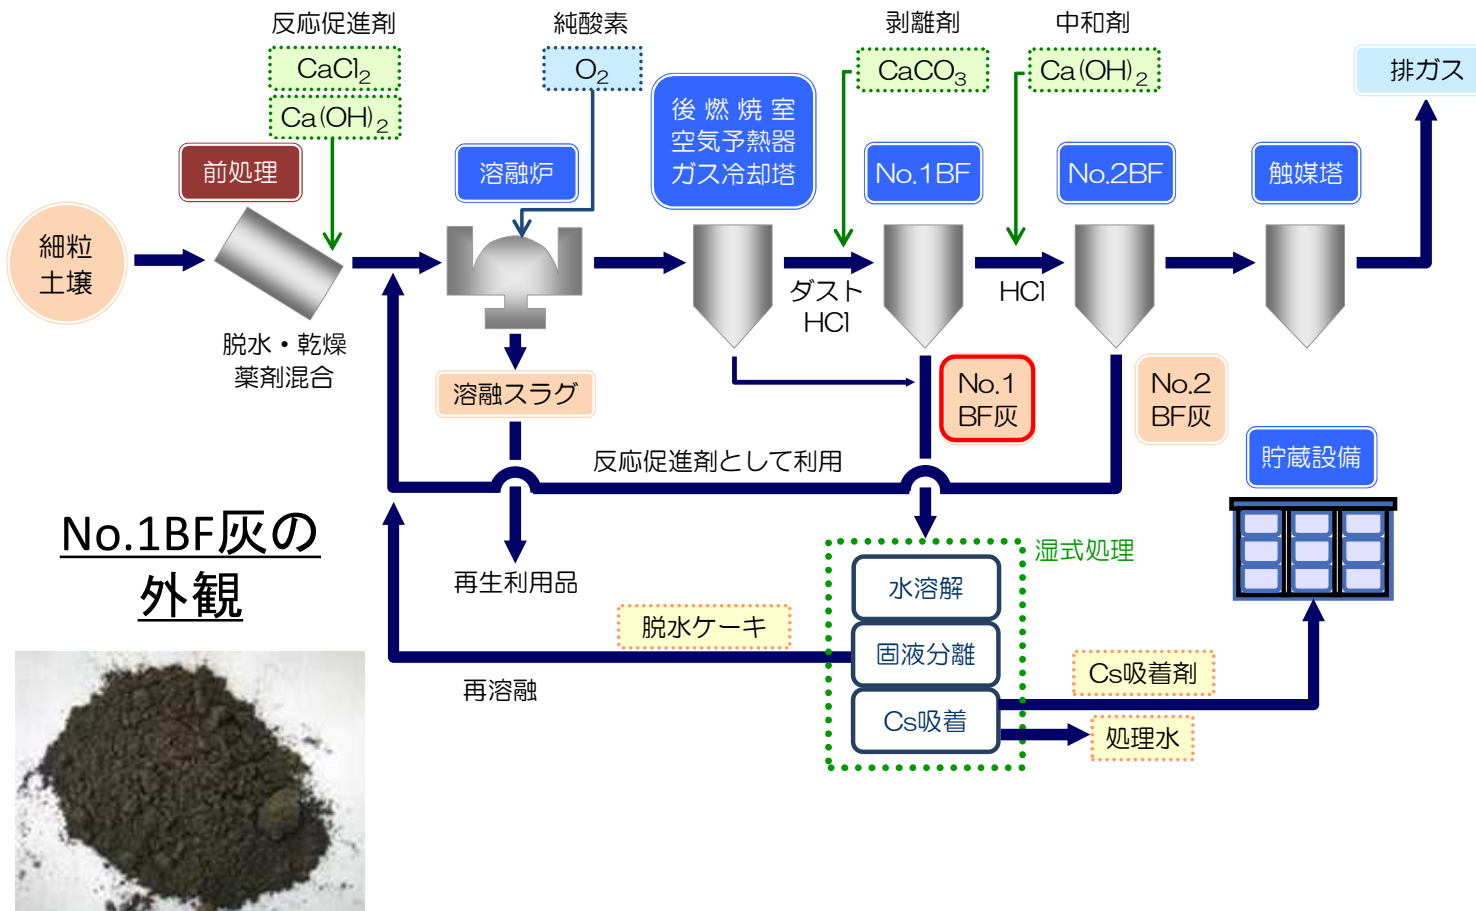 反応促進剤
純酸素
剥離剤
中和剤
CaCl₂
Ca(OH)₂
O₂
CaCO₃
Ca(OH)₂
排ガス
前処理
溶融炉
後燃焼室
空気予熱器
ガス冷却塔
No.1BF
No.2BF
触媒塔
細粒
土壌
ダスト
HCl
HCl
脱水・乾燥
薬剤混合
溶融スラグ
No.1
BF灰
No.2
BF灰
反応促進剤として利用
貯蔵設備
No.1BF灰の
外観
再生利用品
湿式処理
水溶解
脱水ケーキ
固液分離
再溶融
Cs吸着剤
Cs吸着
処理水